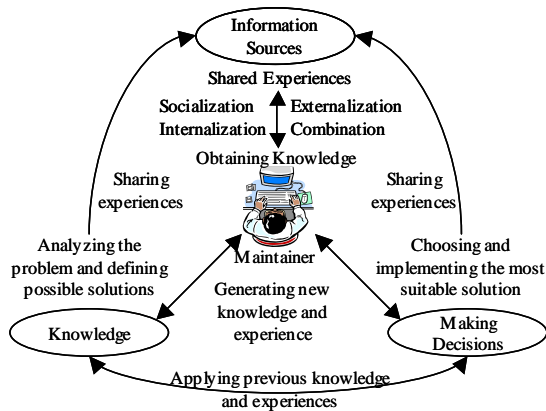 Information
Sources
Shared Experiences
Socialization Externalization
Internalization Combination
Obtaining Knowledge
Sharing
experiences
Sharing
experiences
Analyzing the
problem and defining
possible solutions
Maintainer
Generating new
knowledge and
experience
Choosing and
implementing the most
suitable solution
Knowledge
Making
Decisions
Applying previous knowledge
and experiences